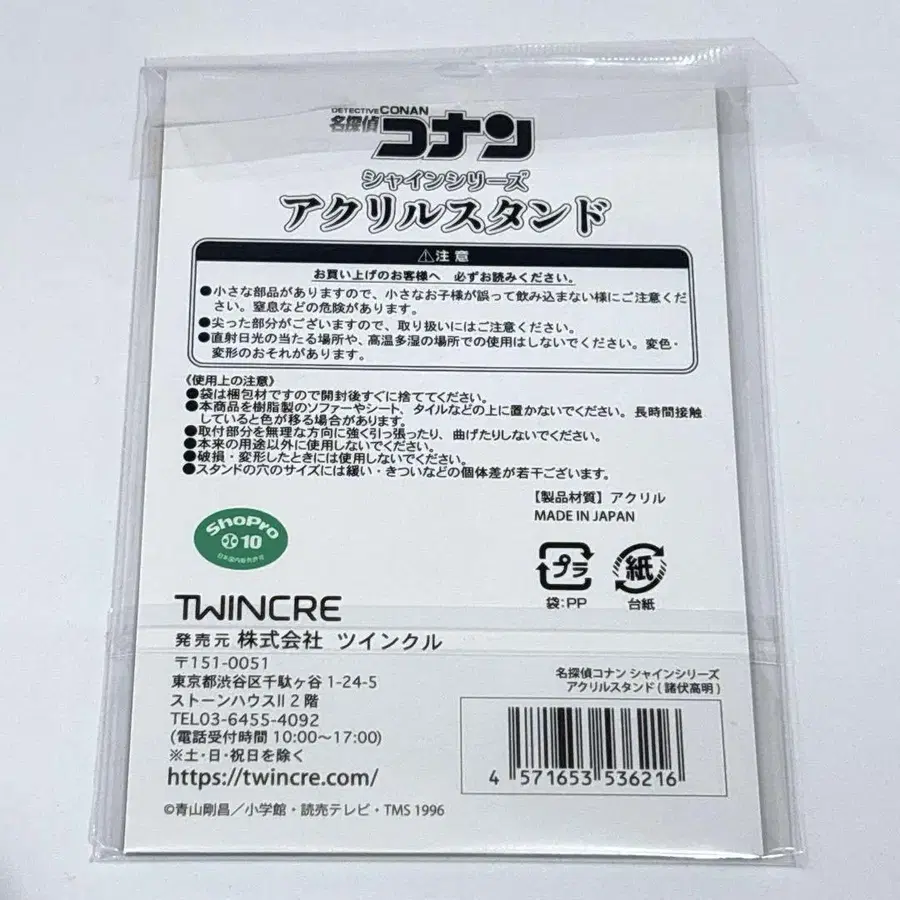 DETECTIVE CONAN
名探偵コナン
シャインシリーズ
アクリルスタンド
⚠注意
お買い上げのお客様へ 必ずお読みください。
●小さな部品がありますので、小さなお子様が誤って飲み込まない様にご注意くだ
さい。窒息などの危険があります。
●尖った部分がございますので、取り扱いにはご注意ください。
●直射日光の当たる場所や、高温多湿の場所での使用はしないでください。変色・
変形のおそれがあります。
《使用上の注意》
●袋は梱包材ですので開封後すぐに捨ててください。
●本商品を樹脂製のソファーやシート、タイルなどの上に置かないでください。長時間接触
していると色が移る場合があります。
●取付部分を無理な方向に強く引っ張ったり、曲げたりしないでください。
●本来の用途以外に使用しないでください。
●破損・変形したときには使用しないでください。
●スタンドの穴のサイズには緩い・きついなどの個体差が若干ございます。
【製品材質】アクリル
MADE IN JAPAN
ShoPro
10
日本国内販売許可
プラ
袋:PP
紙
台紙
TWINCRE
発売元 株式会社 ツインクル
〒151-0051
東京都渋谷区千駄ヶ谷 1-24-5
ストーンハウスII 2階
TEL03-6455-4092
(電話受付時間 10:00～17:00)
※土・日・祝日を除く
https://twincre.com/
名探偵コナン シャインシリーズ
アクリルスタンド(諸伏高明)
4 571653 536216
©青山剛昌／小学館・読売テレビ・TMS 1996